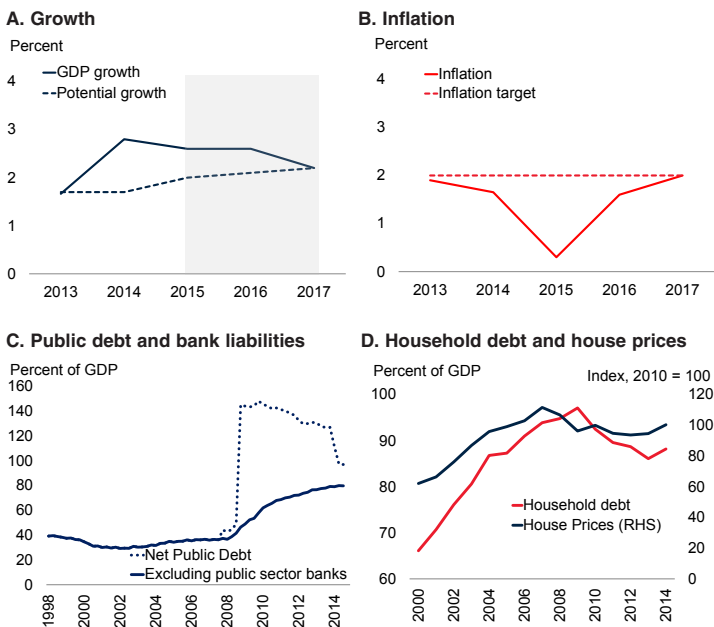 A. Growth
Percent
4
3
2
1
0
GDP growth
Potential growth
2013 2014 2015 2016 2017
B. Inflation
Percent
4
3
2
1
0
Inflation
Inflation target
2013 2014 2015 2016 2017
C. Public debt and bank liabilities
Percent of GDP
160
140
120
100
80
60
40
20
0
Net Public Debt
Excluding public sector banks
1998 2000 2002 2004 2006 2008 2010 2012 2014
D. Household debt and house prices
Percent of GDP
Index, 2010 = 100
100
90
80
70
60
120
100
80
60
40
20
0
Household debt
House Prices (RHS)
2000 2002 2004 2006 2008 2010 2012 2014